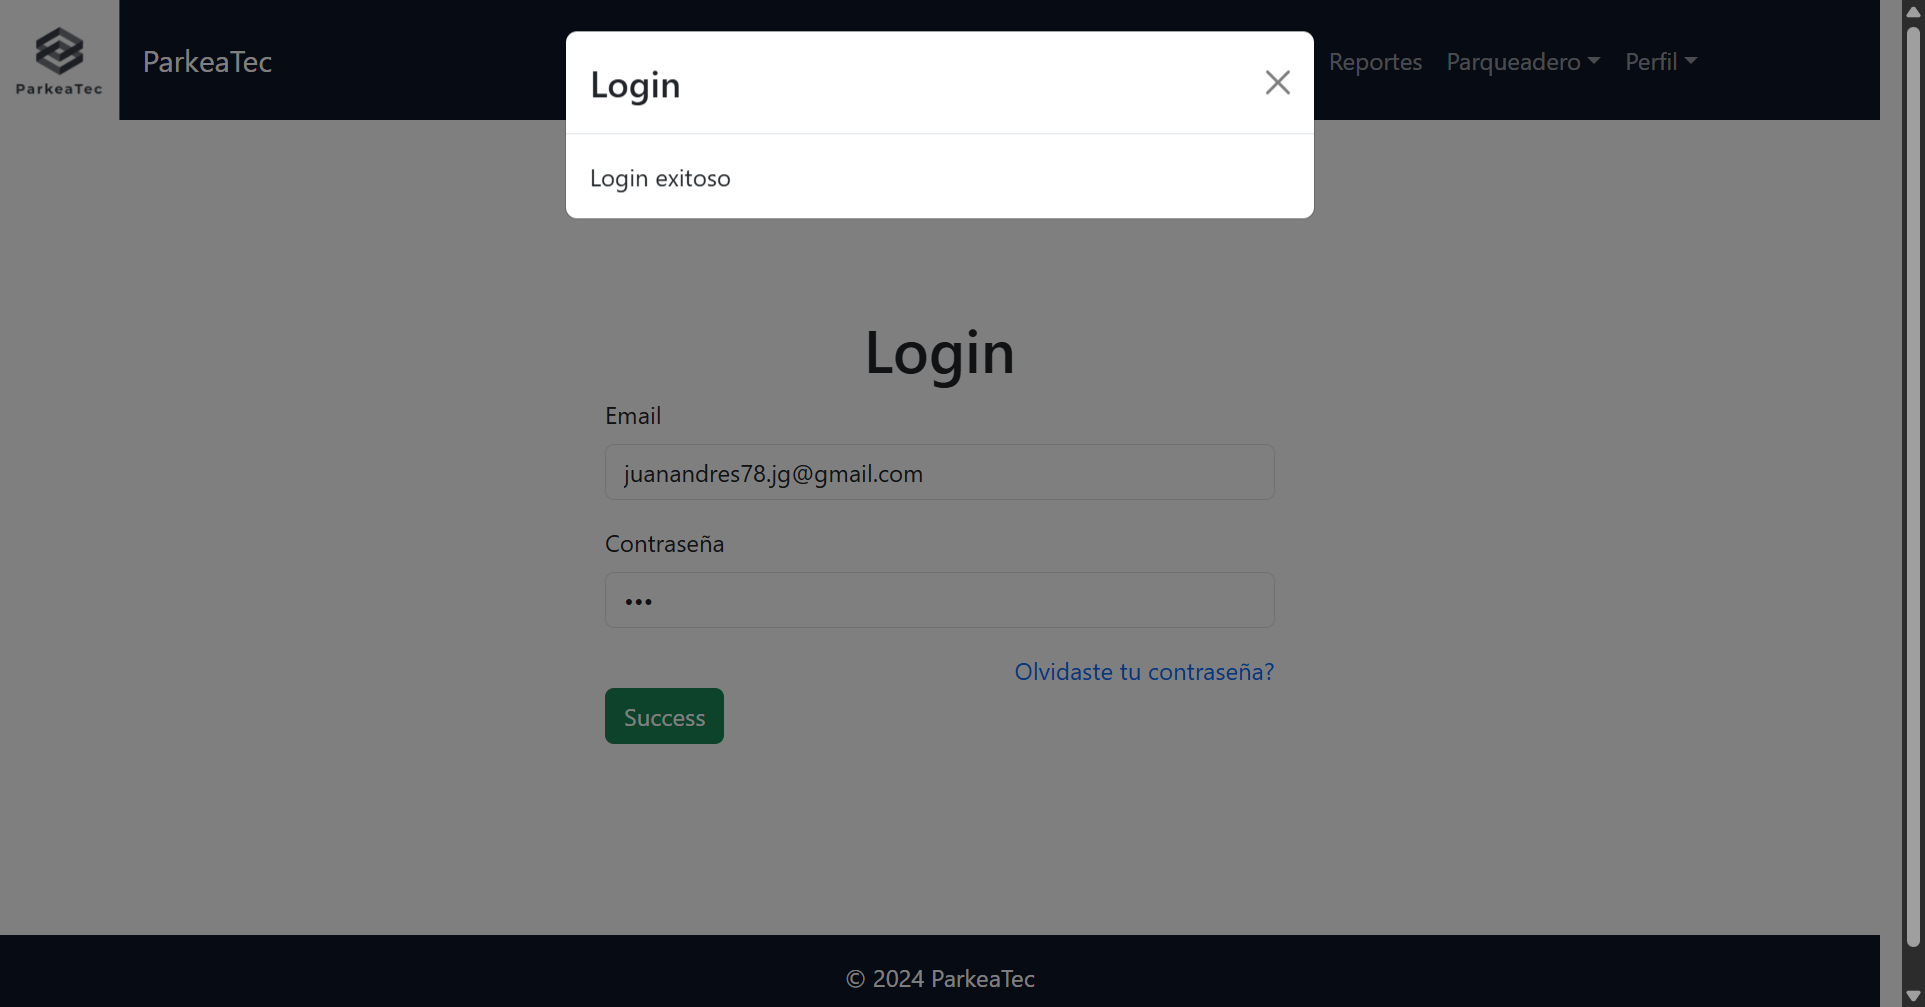 ParkeaTec
ParkeaTec
Reportes
Parqueadero
Perfil
Login
Login exitoso
Login
Email
juanandres78.jg@gmail.com
Contraseña
•••
Olvidaste tu contraseña?
Success
© 2024 ParkeaTec